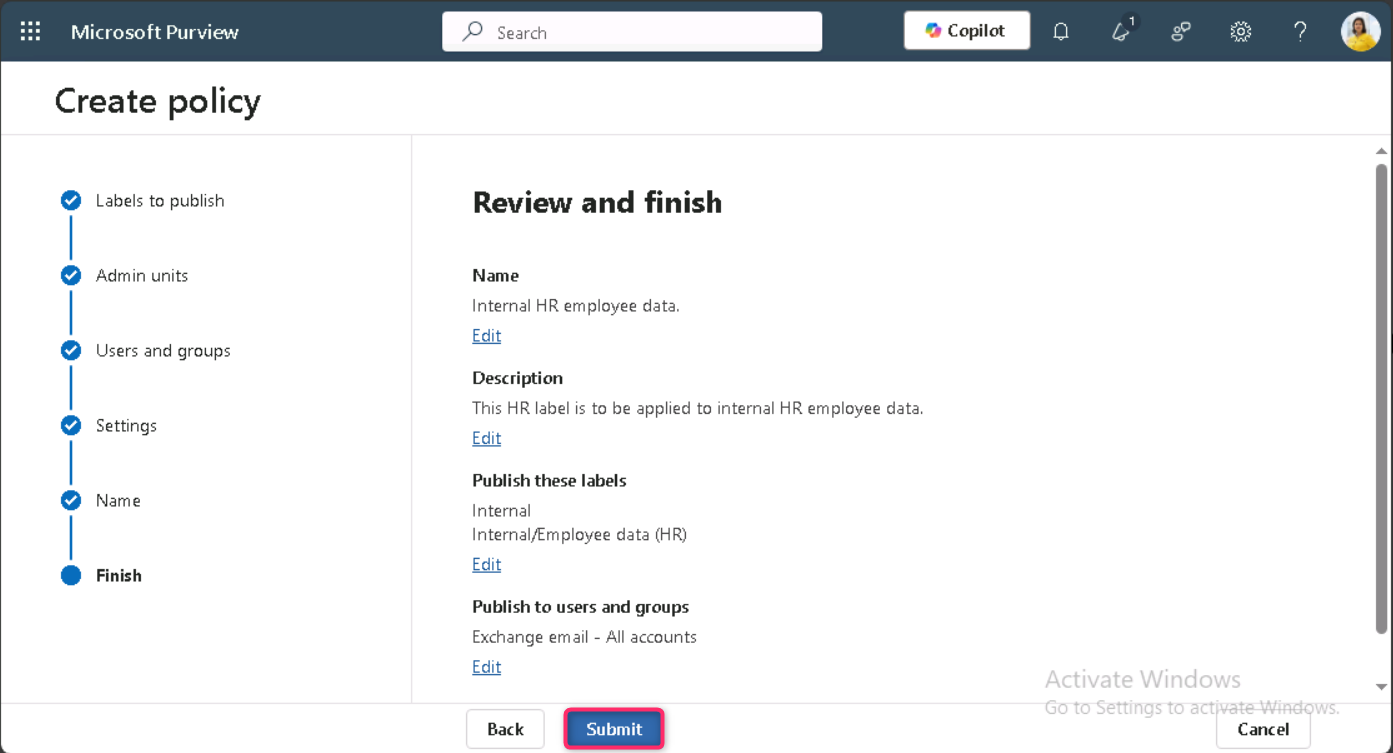 Microsoft Purview
Search
Copilot
1
?
Create policy
Labels to publish
Admin units
Users and groups
Settings
Name
Finish
Review and finish
Name
Internal HR employee data.
Edit
Description
This HR label is to be applied to internal HR employee data.
Edit
Publish these labels
Internal
Internal/Employee data (HR)
Edit
Publish to users and groups
Exchange email - All accounts
Edit
Activate Windows
Go to Settings to activate Windows.
Back
Submit
Cancel